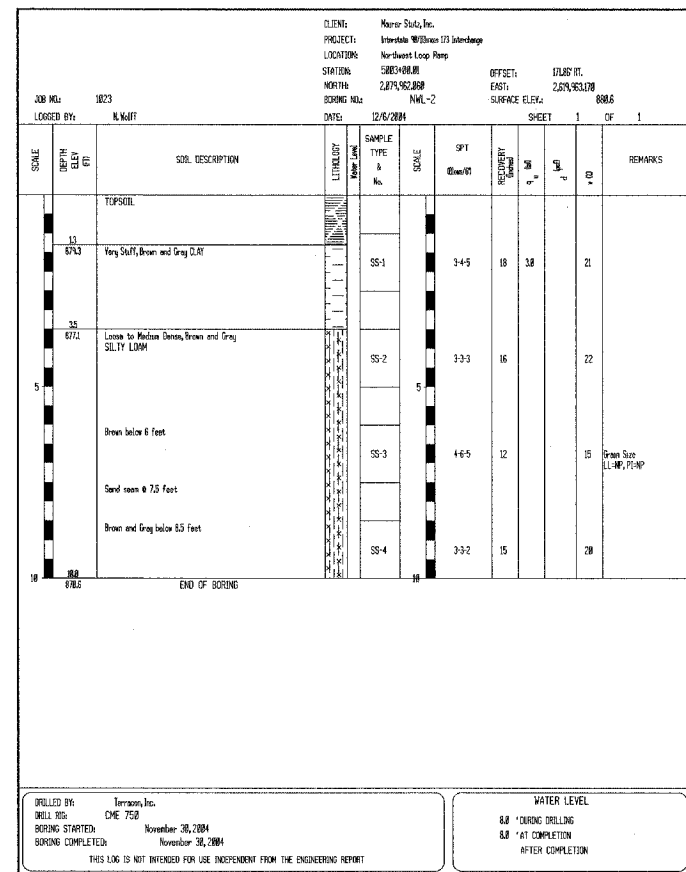 CLIENT: Maurer Stutz, Inc.
PROJECT: Interstate 90/Illinois 173 Interchange
LOCATION: Northwest Loop Ramp
STATION: 5003+00.01 OFFSET: 171.86' RT.
NORTH: 2,079,962.060 EAST: 2,619,963.170
JOB NO.: 1023 BORING NO.: NWL-2 SURFACE ELEV.: 880.6
LOGGED BY: N. Wolff DATE: 12/6/2004 SHEET 1 OF 1
SCALE DEPTH ELEV (FT) SOIL DESCRIPTION LITHOLOGY Water Level SAMPLE TYPE & No. SCALE SPT (Blows/6") RECOVERY (Inches) REMARKS
TOPSOIL
1.3
879.3 Very Stiff, Brown and Gray CLAY
SS-1 3-4-5 18 3.0 21
3.5
877.1 Loose to Medium Dense, Brown and Gray
SILTY LOAM
SS-2 3-3-3 16 22
5 5
Brown below 6 feet
SS-3 4-6-5 12 15 Grain Size
LL=NP, PI=NP
Sand seam @ 7.5 feet
Brown and Gray below 8.5 feet
SS-4 3-3-2 15 20
10 10.0 10
870.6 END OF BORING
DRILLED BY: Terracon, Inc.
DRILL RIG: CME 750
BORING STARTED: November 30, 2004
BORING COMPLETED: November 30, 2004
THIS LOG IS NOT INTENDED FOR USE INDEPENDENT FROM THE ENGINEERING REPORT
WATER LEVEL
8.0 ' DURING DRILLING
8.0 ' AT COMPLETION
AFTER COMPLETION